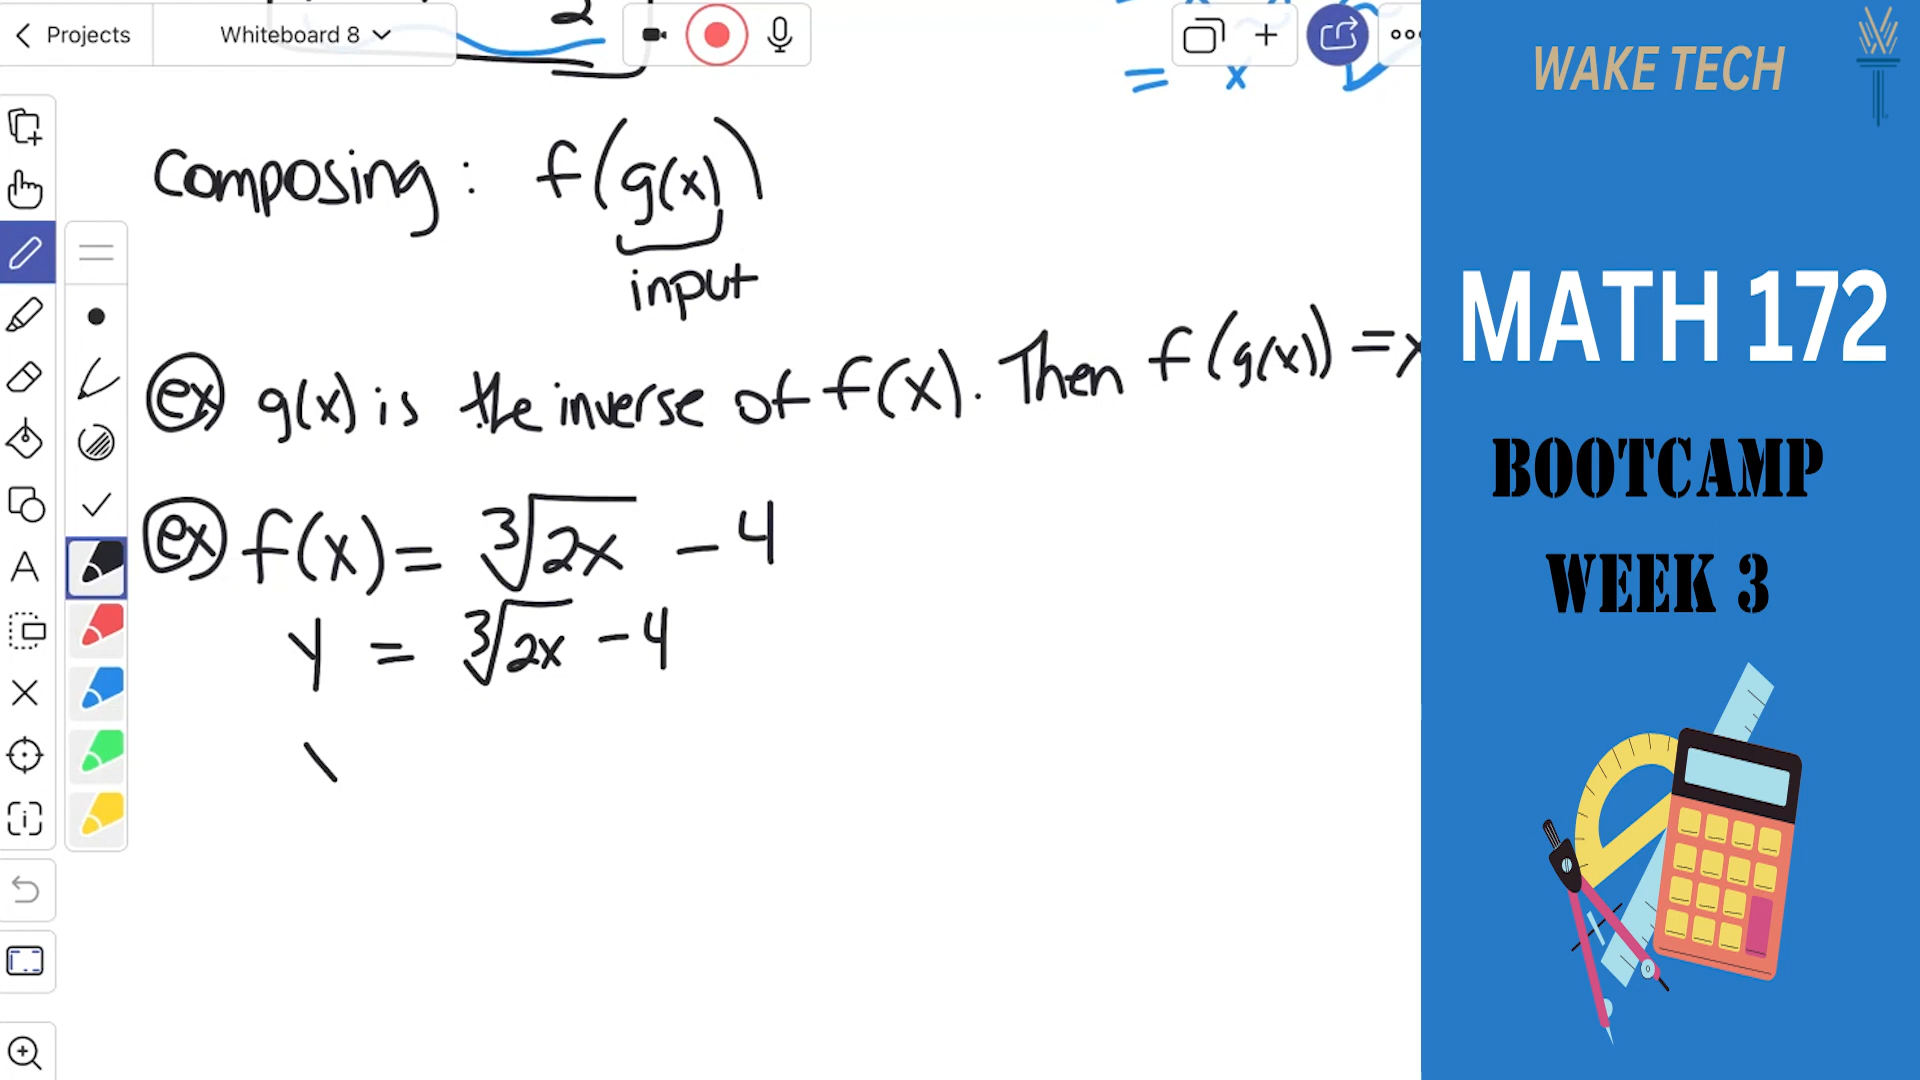 2
Projects
Whiteboard 8
= x
WAKE TECH
composing : f(g(x))
input
ex g(x) is the inverse of f(x). Then f(g(x)) = x
ex f(x) = ∛2x - 4
y = ∛2x - 4
\
A
MATH 172
BOOTCAMP
WEEK 3